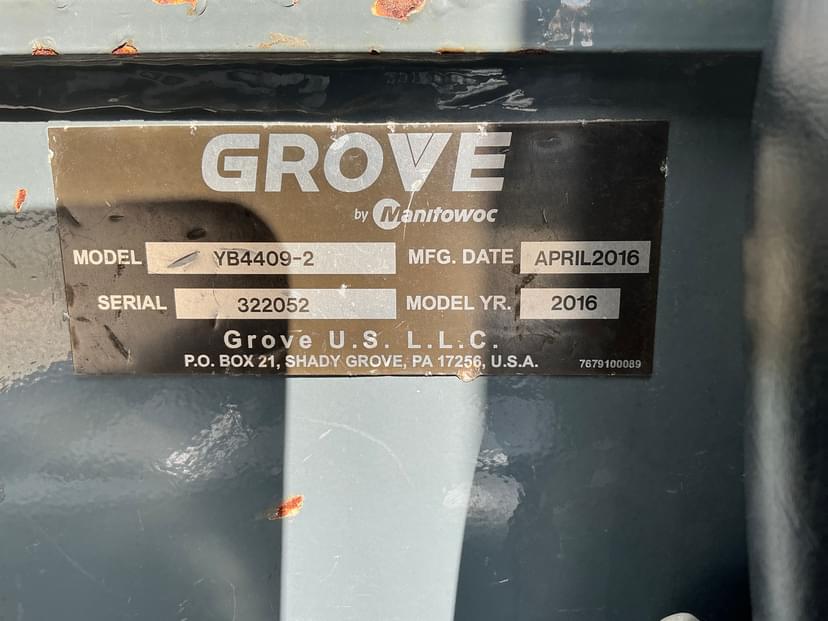 GROVE
by Manitowoc
MODEL YB4409-2 MFG. DATE APRIL2016
SERIAL 322052 MODEL YR. 2016
Grove U.S. L.L.C.
P.O. BOX 21, SHADY GROVE, PA 17256, U.S.A. 7679100089